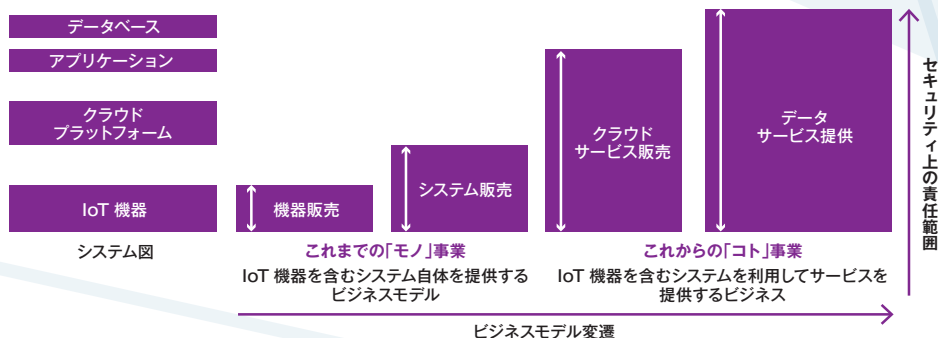 データベース
アプリケーション
クラウド
プラットフォーム
IoT 機器
システム図
機器販売
システム販売
これまでの「モノ」事業
IoT 機器を含むシステム自体を提供する
ビジネスモデル
クラウド
サービス販売
データ
サービス提供
これからの「コト」事業
IoT 機器を含むシステムを利用してサービスを
提供するビジネス
ビジネスモデル変遷
セキュリティ上の責任範囲